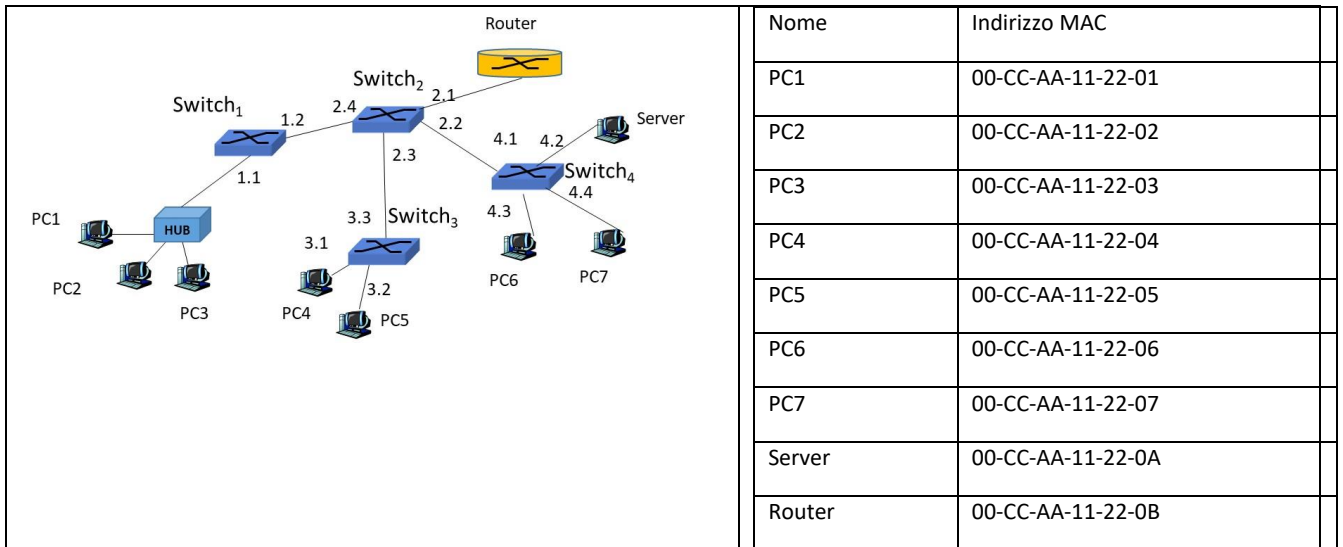 Router
Switch2
2.1
2.4
Switch1
1.2
2.2
Server
4.1
4.2
2.3
Switch4
1.1
4.4
4.3
3.3
Switch3
PC1
HUB
3.1
PC6
PC7
PC2
3.2
PC3
PC4
PC5
Nome Indirizzo MAC
PC1 00-CC-AA-11-22-01
PC2 00-CC-AA-11-22-02
PC3 00-CC-AA-11-22-03
PC4 00-CC-AA-11-22-04
PC5 00-CC-AA-11-22-05
PC6 00-CC-AA-11-22-06
PC7 00-CC-AA-11-22-07
Server 00-CC-AA-11-22-0A
Router 00-CC-AA-11-22-0B